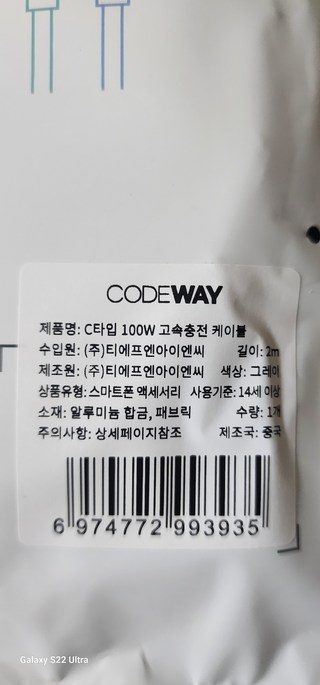 CODEWAY
제품명: C타입 100W 고속충전 케이블
수입원: (주)티에프엔아이엔씨 길이: 2m
제조원: (주)티에프엔아이엔씨 색상: 그레이
상품유형: 스마트폰 액세서리 사용기준: 14세 이상
소재: 알루미늄 합금, 패브릭 수량: 1개
주의사항: 상세페이지참조 제조국: 중국
6 974772 993935
Galaxy S22 Ultra